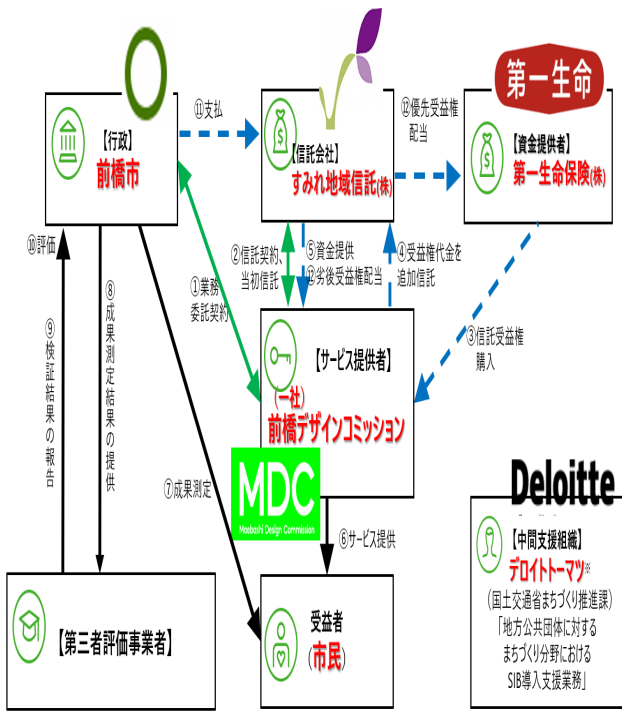 第一生命
⑪支払
⑫優先受益権
配当
【行政】
前橋市
【信託会社】
すみれ地域信託(株)
【資金提供者】
第一生命保険(株)
⑩評価
②信託契約、
当初信託
⑤資金提供
⑫劣後受益権配当
④受益権代金を
追加信託
①業務
委託契約
⑧成果測定結果の提供
⑨検証結果の報告
③信託受益権
購入
【サービス提供者】
(一社)
前橋デザインコミッション
MDC
Maebashi Design Commission
⑦成果測定
⑥サービス提供
Deloitte
【中間支援組織】
デロイトトーマツ※
(国土交通省まちづくり推進課)
「地方公共団体に対する
まちづくり分野における
SIB導入支援業務」
【第三者評価事業者】
受益者
(市民)